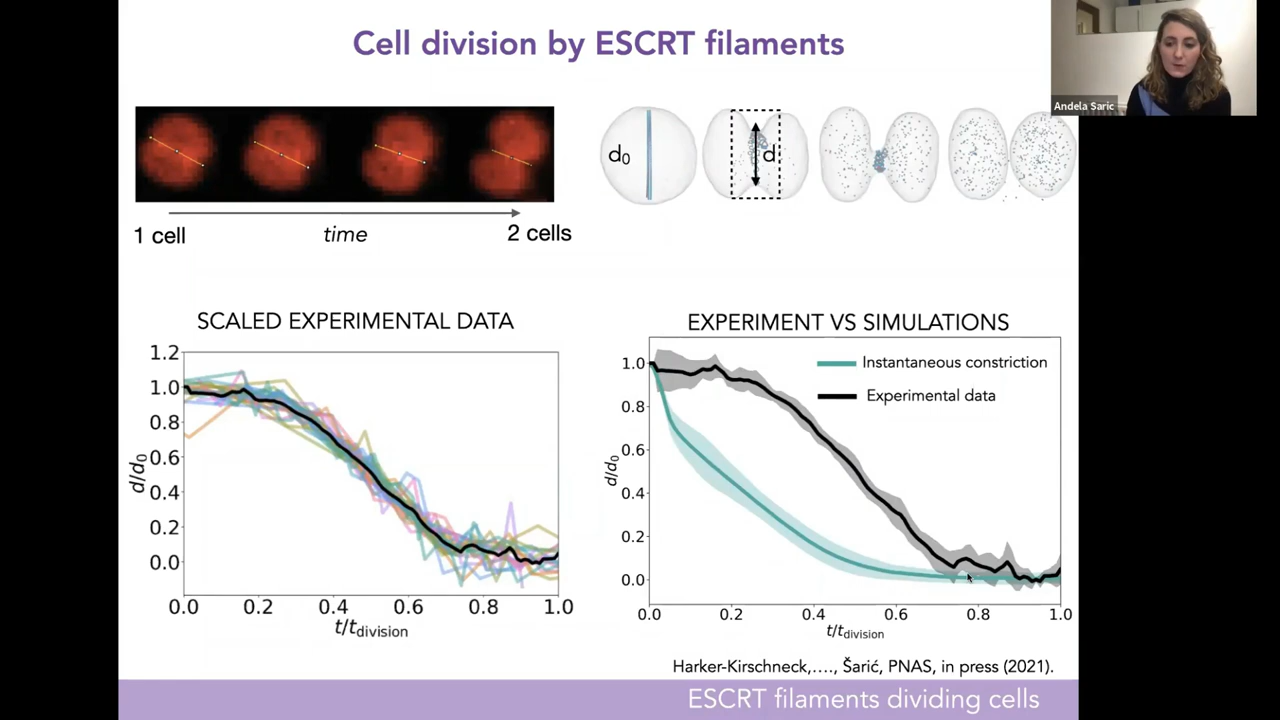 Cell division by ESCRT filaments
Andela Saric
d₀
d
1 cell
time
2 cells
SCALED EXPERIMENTAL DATA
1.2
1.0
0.8
0.6
0.4
0.2
0.0
d/d₀
0.0 0.2 0.4 0.6 0.8 1.0
t/t_division
EXPERIMENT VS SIMULATIONS
Instantaneous constriction
Experimental data
1.0
0.8
0.6
0.4
0.2
0.0
d/d₀
0.0 0.2 0.4 0.6 0.8 1.0
t/t_division
Harker-Kirschneck,...., Šarić, PNAS, in press (2021).
ESCRT filaments dividing cells